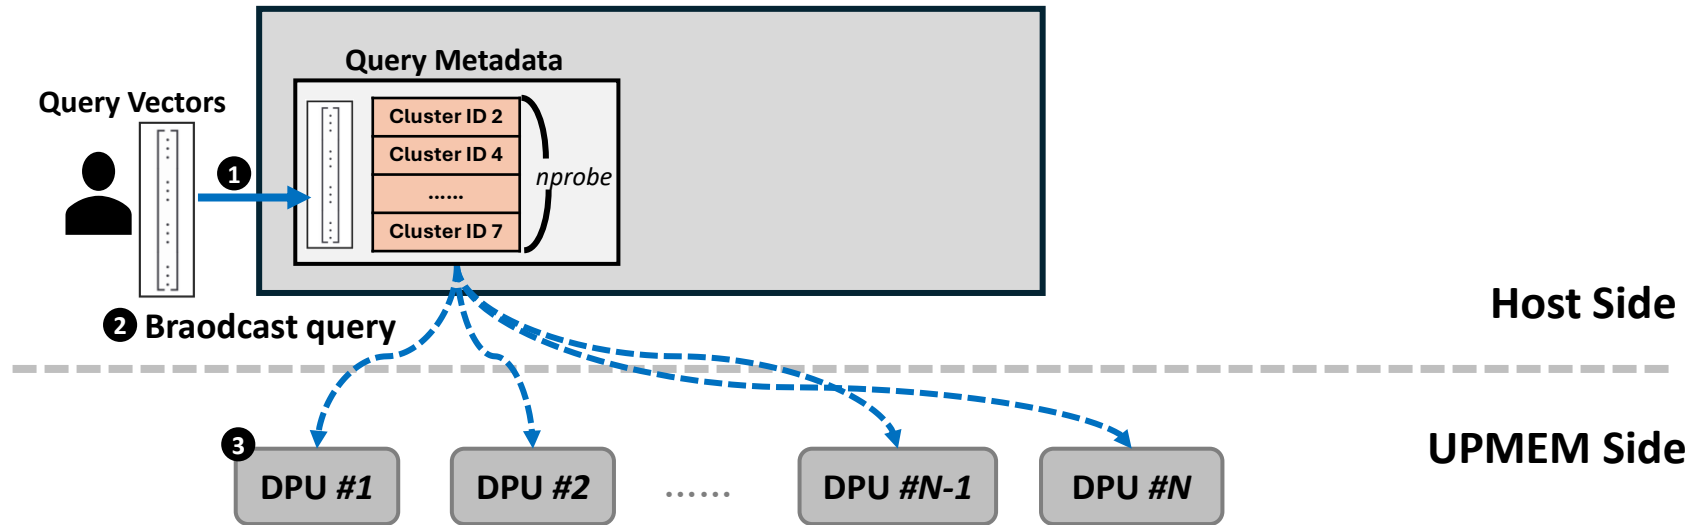 Query Metadata
Query Vectors
Cluster ID 2
Cluster ID 4
......
Cluster ID 7
nprobe
1
2 Braodcast query
Host Side
3
DPU #1
DPU #2
......
DPU #N-1
DPU #N
UPMEM Side